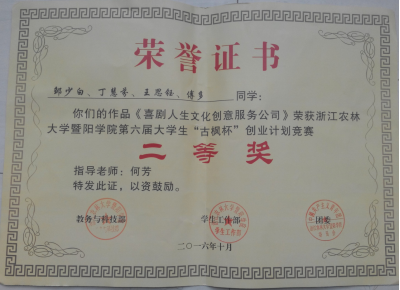 荣誉证书
郭少白、丁慧芬、王思钰、傅多 同学：
你们的作品《喜剧人生文化创意服务公司》荣获浙江农林
大学暨阳学院第六届大学生“古枫杯”创业计划竞赛
二等奖
指导老师：何芳
特发此证，以资鼓励。
教务与科技部 学生工作部 团委
二〇一六年十月